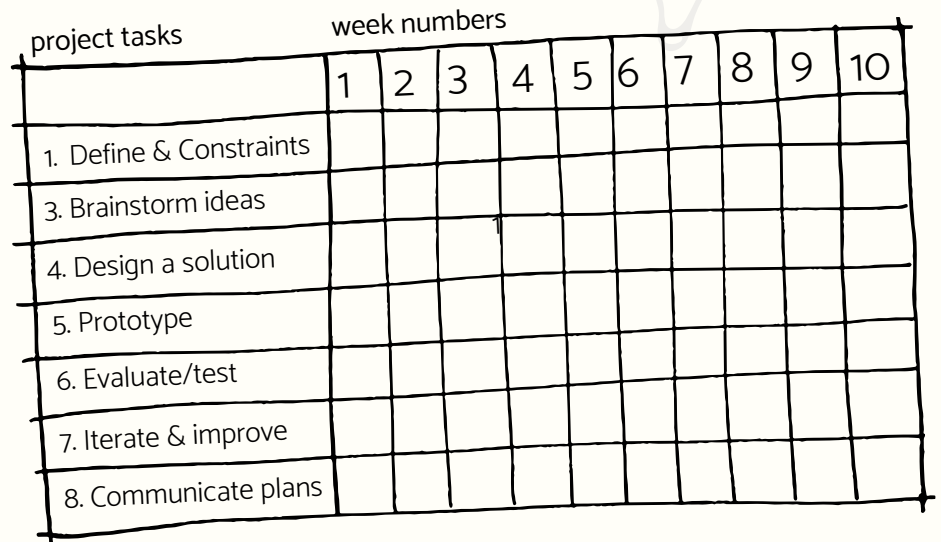 project tasks
week numbers
1 2 3 4 5 6 7 8 9 10
1. Define & Constraints
3. Brainstorm ideas
1
4. Design a solution
5. Prototype
6. Evaluate/test
7. Iterate & improve
8. Communicate plans